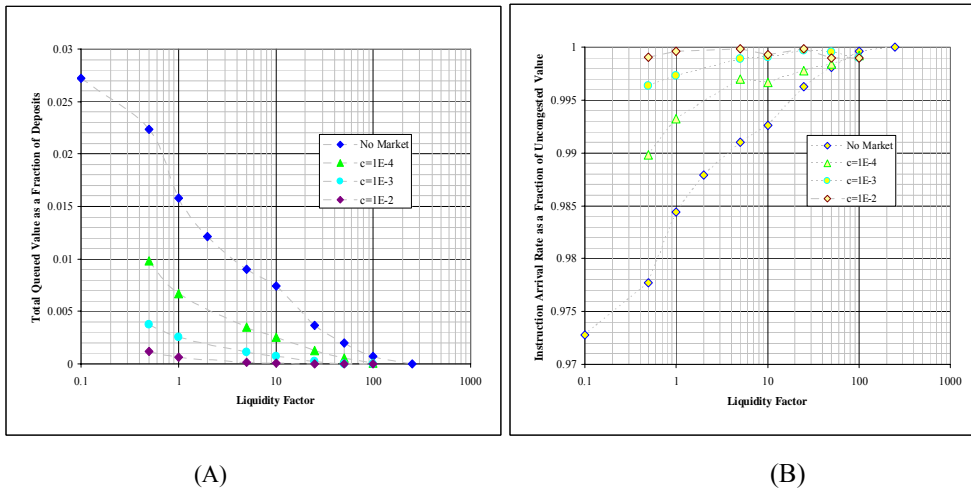 Total Queued Value as a Fraction of Deposits
0.03
0.025
0.02
0.015
0.01
0.005
0
0.1
1
10
100
1000
Liquidity Factor
No Market
c=1E-4
c=1E-3
c=1E-2
(A)
Instruction Arrival Rate as a Fraction of Uncongested Value
1
0.995
0.99
0.985
0.98
0.975
0.97
0.1
1
10
100
1000
Liquidity Factor
No Market
c=1E-4
c=1E-3
c=1E-2
(B)